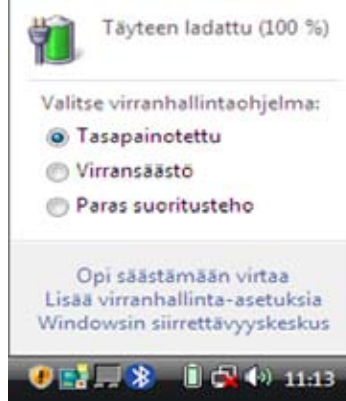 Täyteen ladattu (100 %)
Valitse virranhallintaohjelma:
Tasapainotettu
Virransäästö
Paras suoritusteho
Opi säästämään virtaa
Lisää virranhallinta-asetuksia
Windowsin siirrettävyyskeskus
11:13